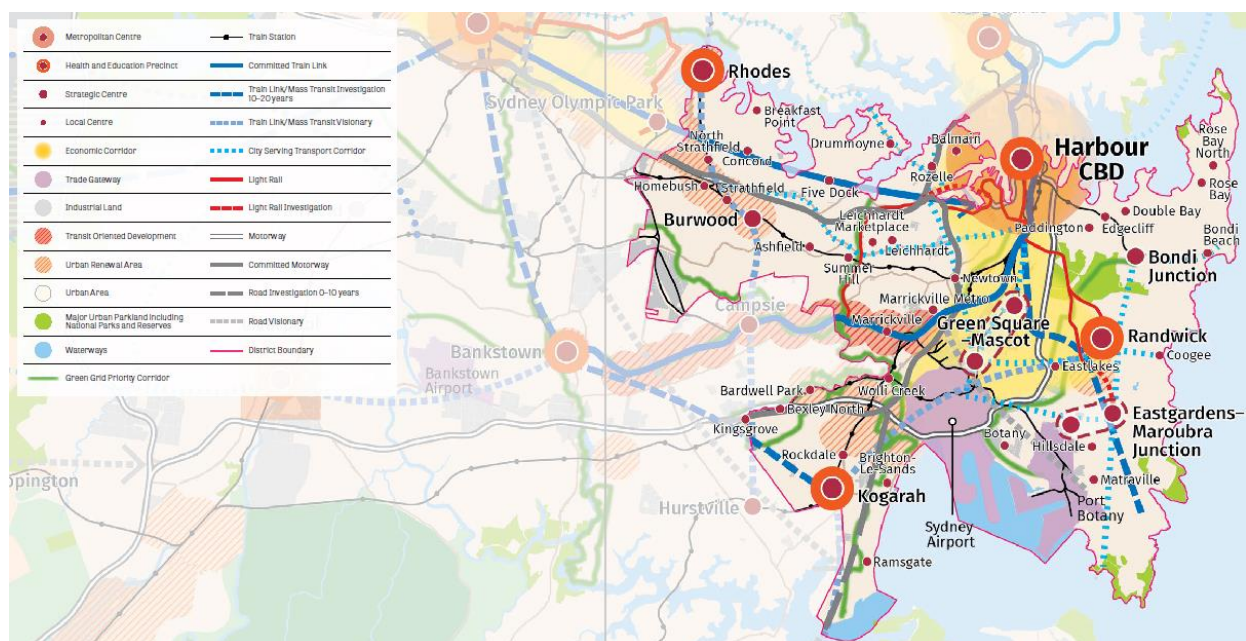 Metropolitan Centre
Train Station
Health and Education Precinct
Committed Train Link
Strategic Centre
Train Link/Mass Transit Investigation
10–20 years
Local Centre
Train Link/Mass Transit Visionary
Economic Corridor
City Serving Transport Corridor
Trade Gateway
Light Rail
Industrial Land
Light Rail Investigation
Transit Oriented Development
Motorway
Urban Renewal Area
Committed Motorway
Urban Area
Road Investigation 0–10 years
Major Urban Parkland Including
National Parks and Reserves
Road Visionary
Waterways
District Boundary
Green Grid Priority Corridor
Rhodes
Sydney Olympic Park
Breakfast
Point
North
Strathfield
Concord
Drummoyne
Balmain
Harbour
CBD
Rose
Bay
North
Rose
Bay
Homebush
Strathfield
Five Dock
Rozelle
Burwood
Leichhardt
Marketplace
Leichhardt
Ashfield
Summer
Hill
Paddington
Double Bay
Edgecliff
Bondi
Beach
Bondi
Junction
Newtown
Campsie
Marrickville Metro
Marrickville
Green Square
–Mascot
Randwick
Coogee
Bankstown
Bankstown
Airport
Eastlakes
Bardwell Park
Wolli Creek
Bexley North
Kingsgrove
Eastgardens–
Maroubra
Junction
Botany
Hillsdale
Rockdale
Brighton-
Le-Sands
Matraville
Kogarah
Port
Botany
Hurstville
Sydney
Airport
Ramsgate
ppington